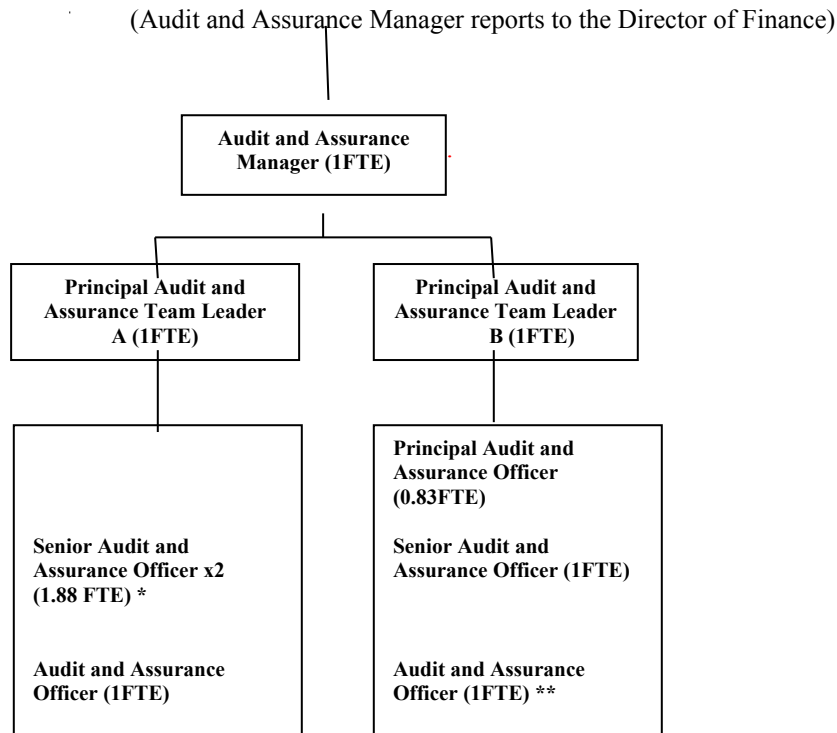 (Audit and Assurance Manager reports to the Director of Finance)
Audit and Assurance
Manager (1FTE)
Principal Audit and
Assurance Team Leader
A (1FTE)
Principal Audit and
Assurance Team Leader
B (1FTE)
Senior Audit and
Assurance Officer x2
(1.88 FTE) *
Audit and Assurance
Officer (1FTE)
Principal Audit and
Assurance Officer
(0.83FTE)
Senior Audit and
Assurance Officer (1FTE)
Audit and Assurance
Officer (1FTE) **